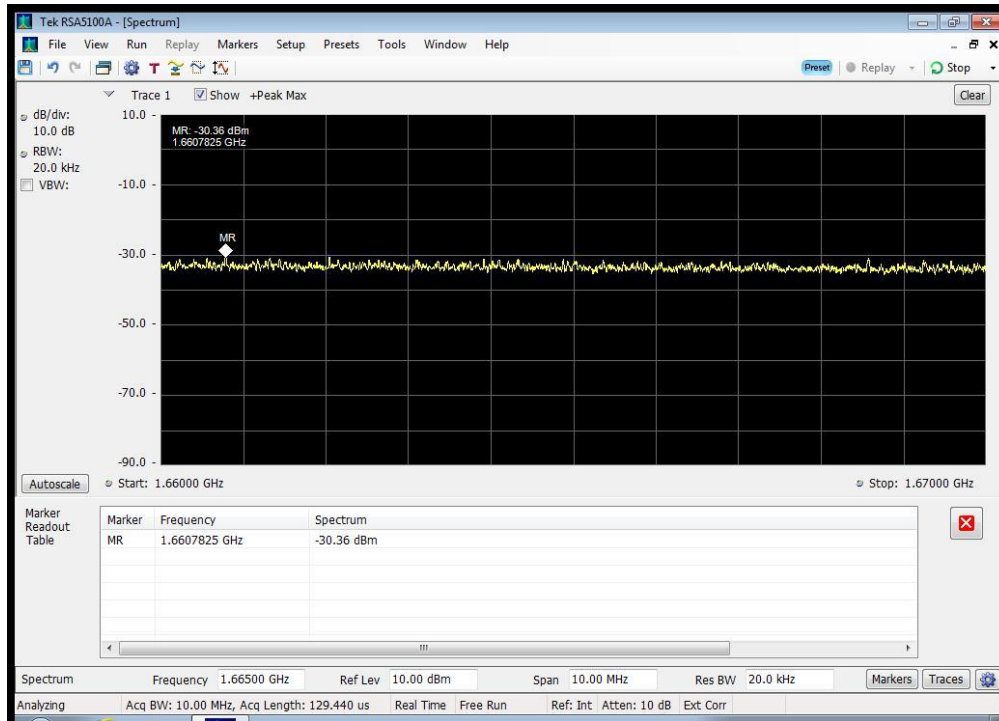 Tek RSA5100A - [Spectrum]
File View Run Replay Markers Setup Presets Tools Window Help
T Preset Replay Stop
Trace 1 Show +Peak Max Clear
dB/div:
10.0 dB
RBW:
20.0 kHz
VBW:
10.0
MR: -30.36 dBm
1.6607825 GHz
-10.0
MR
-30.0
-50.0
-70.0
-90.0
Autoscale Start: 1.66000 GHz Stop: 1.67000 GHz
Marker
Readout
Table
Marker Frequency Spectrum
MR 1.6607825 GHz -30.36 dBm
Spectrum Frequency 1.66500 GHz Ref Lev 10.00 dBm Span 10.00 MHz Res BW 20.0 kHz Markers Traces
Analyzing Acq BW: 10.00 MHz, Acq Length: 129.440 us Real Time Free Run Ref: Int Atten: 10 dB Ext Corr